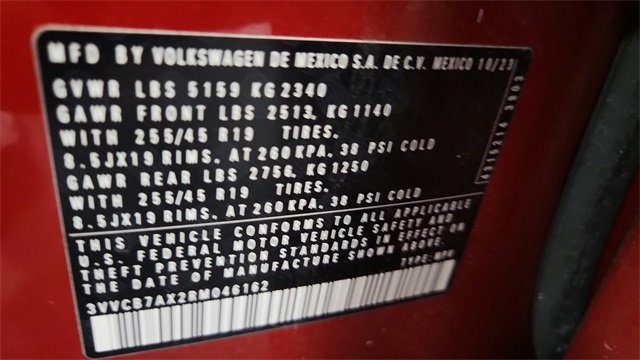 MFD BY VOLKSWAGEN DE MEXICO S.A. DE C.V. MEXICO 10/23
GVWR LBS 5159 KG 2340
GAWR FRONT LBS 2513, KG 1140
WITH 255/45 R19 TIRES,
8.5JX19 RIMS, AT 260 KPA, 38 PSI COLD
GAWR REAR LBS 2756, KG 1250
WITH 255/45 R19 TIRES,
8.5JX19 RIMS, AT 260 KPA, 38 PSI COLD
THIS VEHICLE CONFORMS TO ALL APPLICABLE
U.S. FEDERAL MOTOR VEHICLE SAFETY AND
THEFT PREVENTION STANDARDS IN EFFECT ON
THE DATE OF MANUFACTURE SHOWN ABOVE.
3VVCB7AX2RM046162 TYPE: MPV